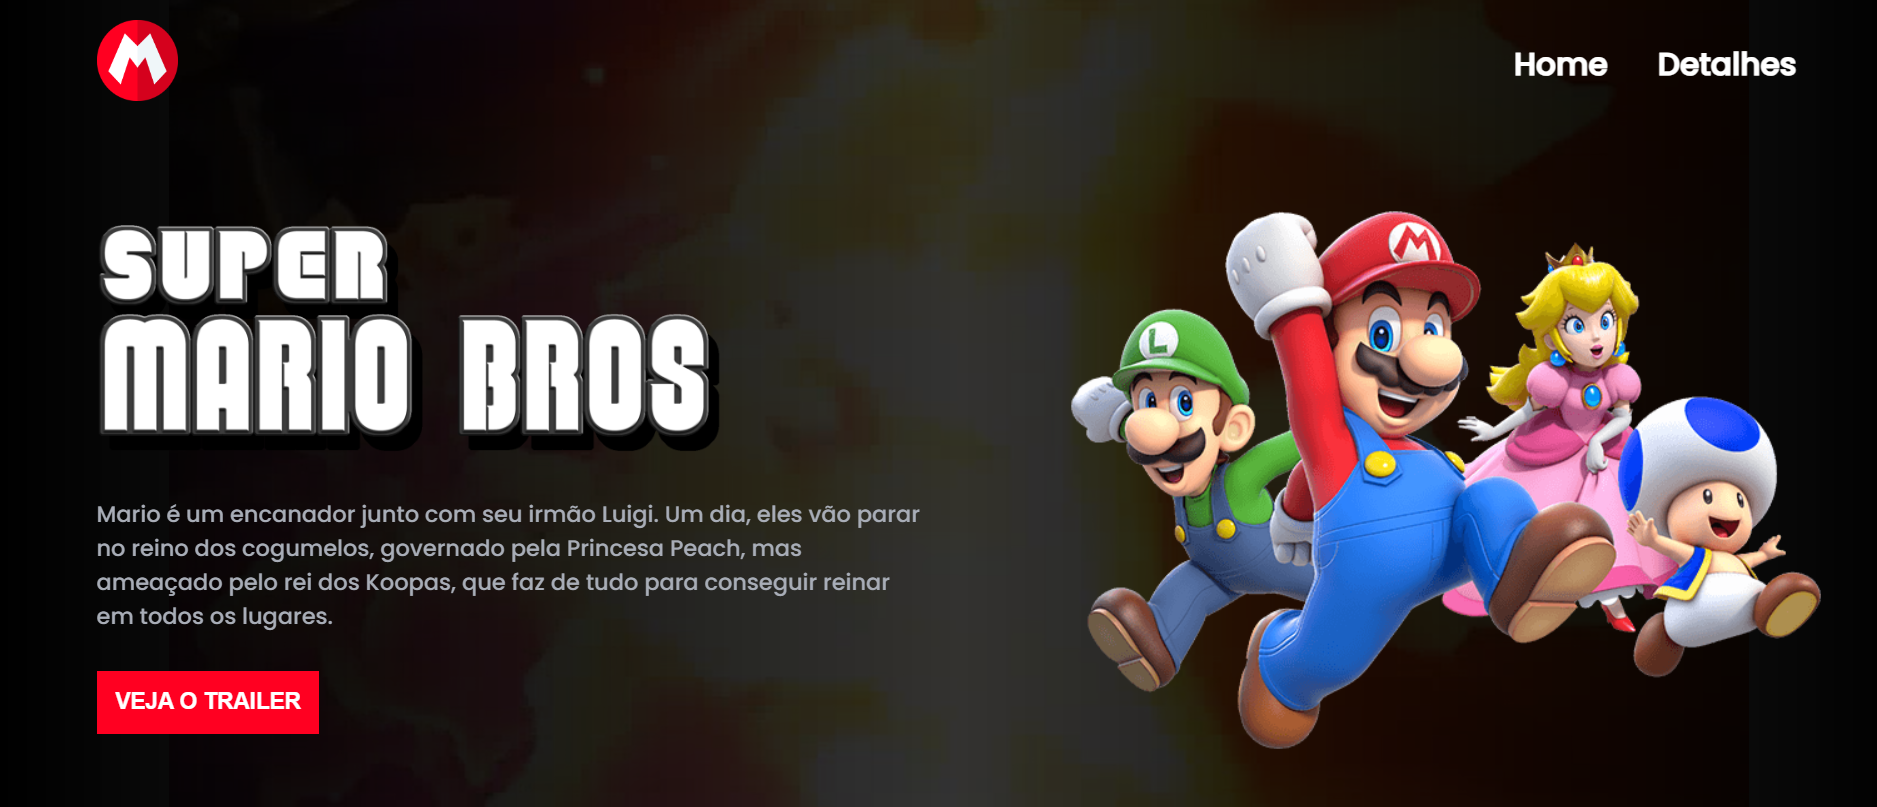 M
Home Detalhes
SUPER
MARIO BROS
M
L
Mario é um encanador junto com seu irmão Luigi. Um dia, eles vão parar
no reino dos cogumelos, governado pela Princesa Peach, mas
ameaçado pelo rei dos Koopas, que faz de tudo para conseguir reinar
em todos os lugares.
VEJA O TRAILER